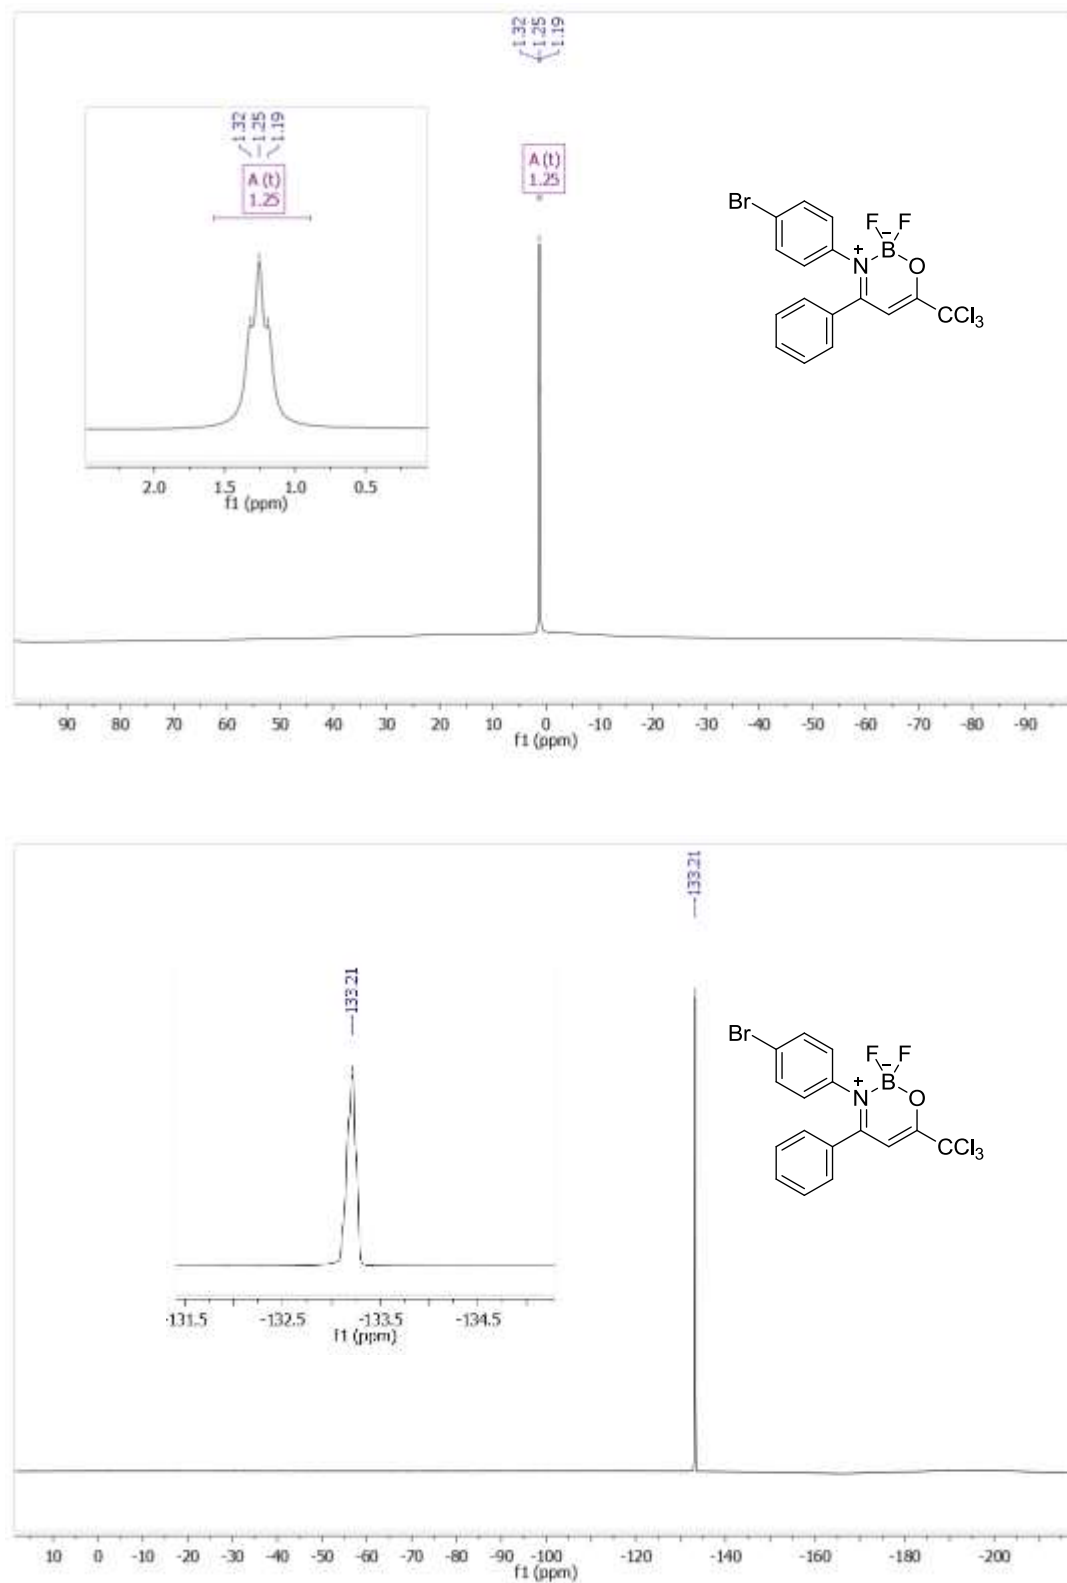 1.32
1.25
1.19
1.32
1.25
1.19
A (t)
1.25
A (t)
1.25
Br
F F
+ B -
N O
CCl3
2.0 1.5 1.0 0.5
f1 (ppm)
90 80 70 60 50 40 30 20 10 0 -10 -20 -30 -40 -50 -60 -70 -80 -90
f1 (ppm)
-133.21
-133.21
Br
F F
+ B -
N O
CCl3
-131.5 -132.5 -133.5 -134.5
f1 (ppm)
10 0 -10 -20 -30 -40 -50 -60 -70 -80 -90 -100 -120 -140 -160 -180 -200
f1 (ppm)